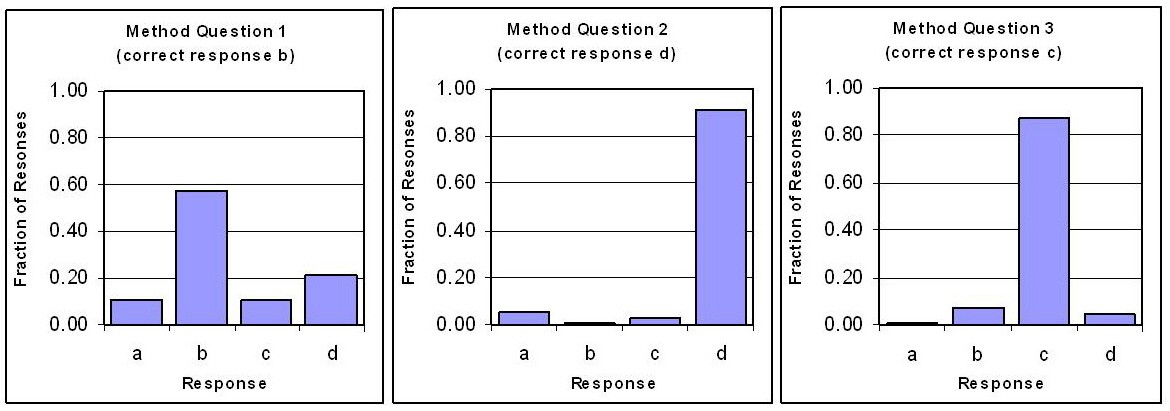 Method Question 1
(correct response b)
Fraction of Resonses
1.00
0.80
0.60
0.40
0.20
0.00
a b c d
Response
Method Question 2
(correct response d)
Fraction of Resonses
1.00
0.80
0.60
0.40
0.20
0.00
a b c d
Response
Method Question 3
(correct response c)
Fraction of Resonses
1.00
0.80
0.60
0.40
0.20
0.00
a b c d
Response